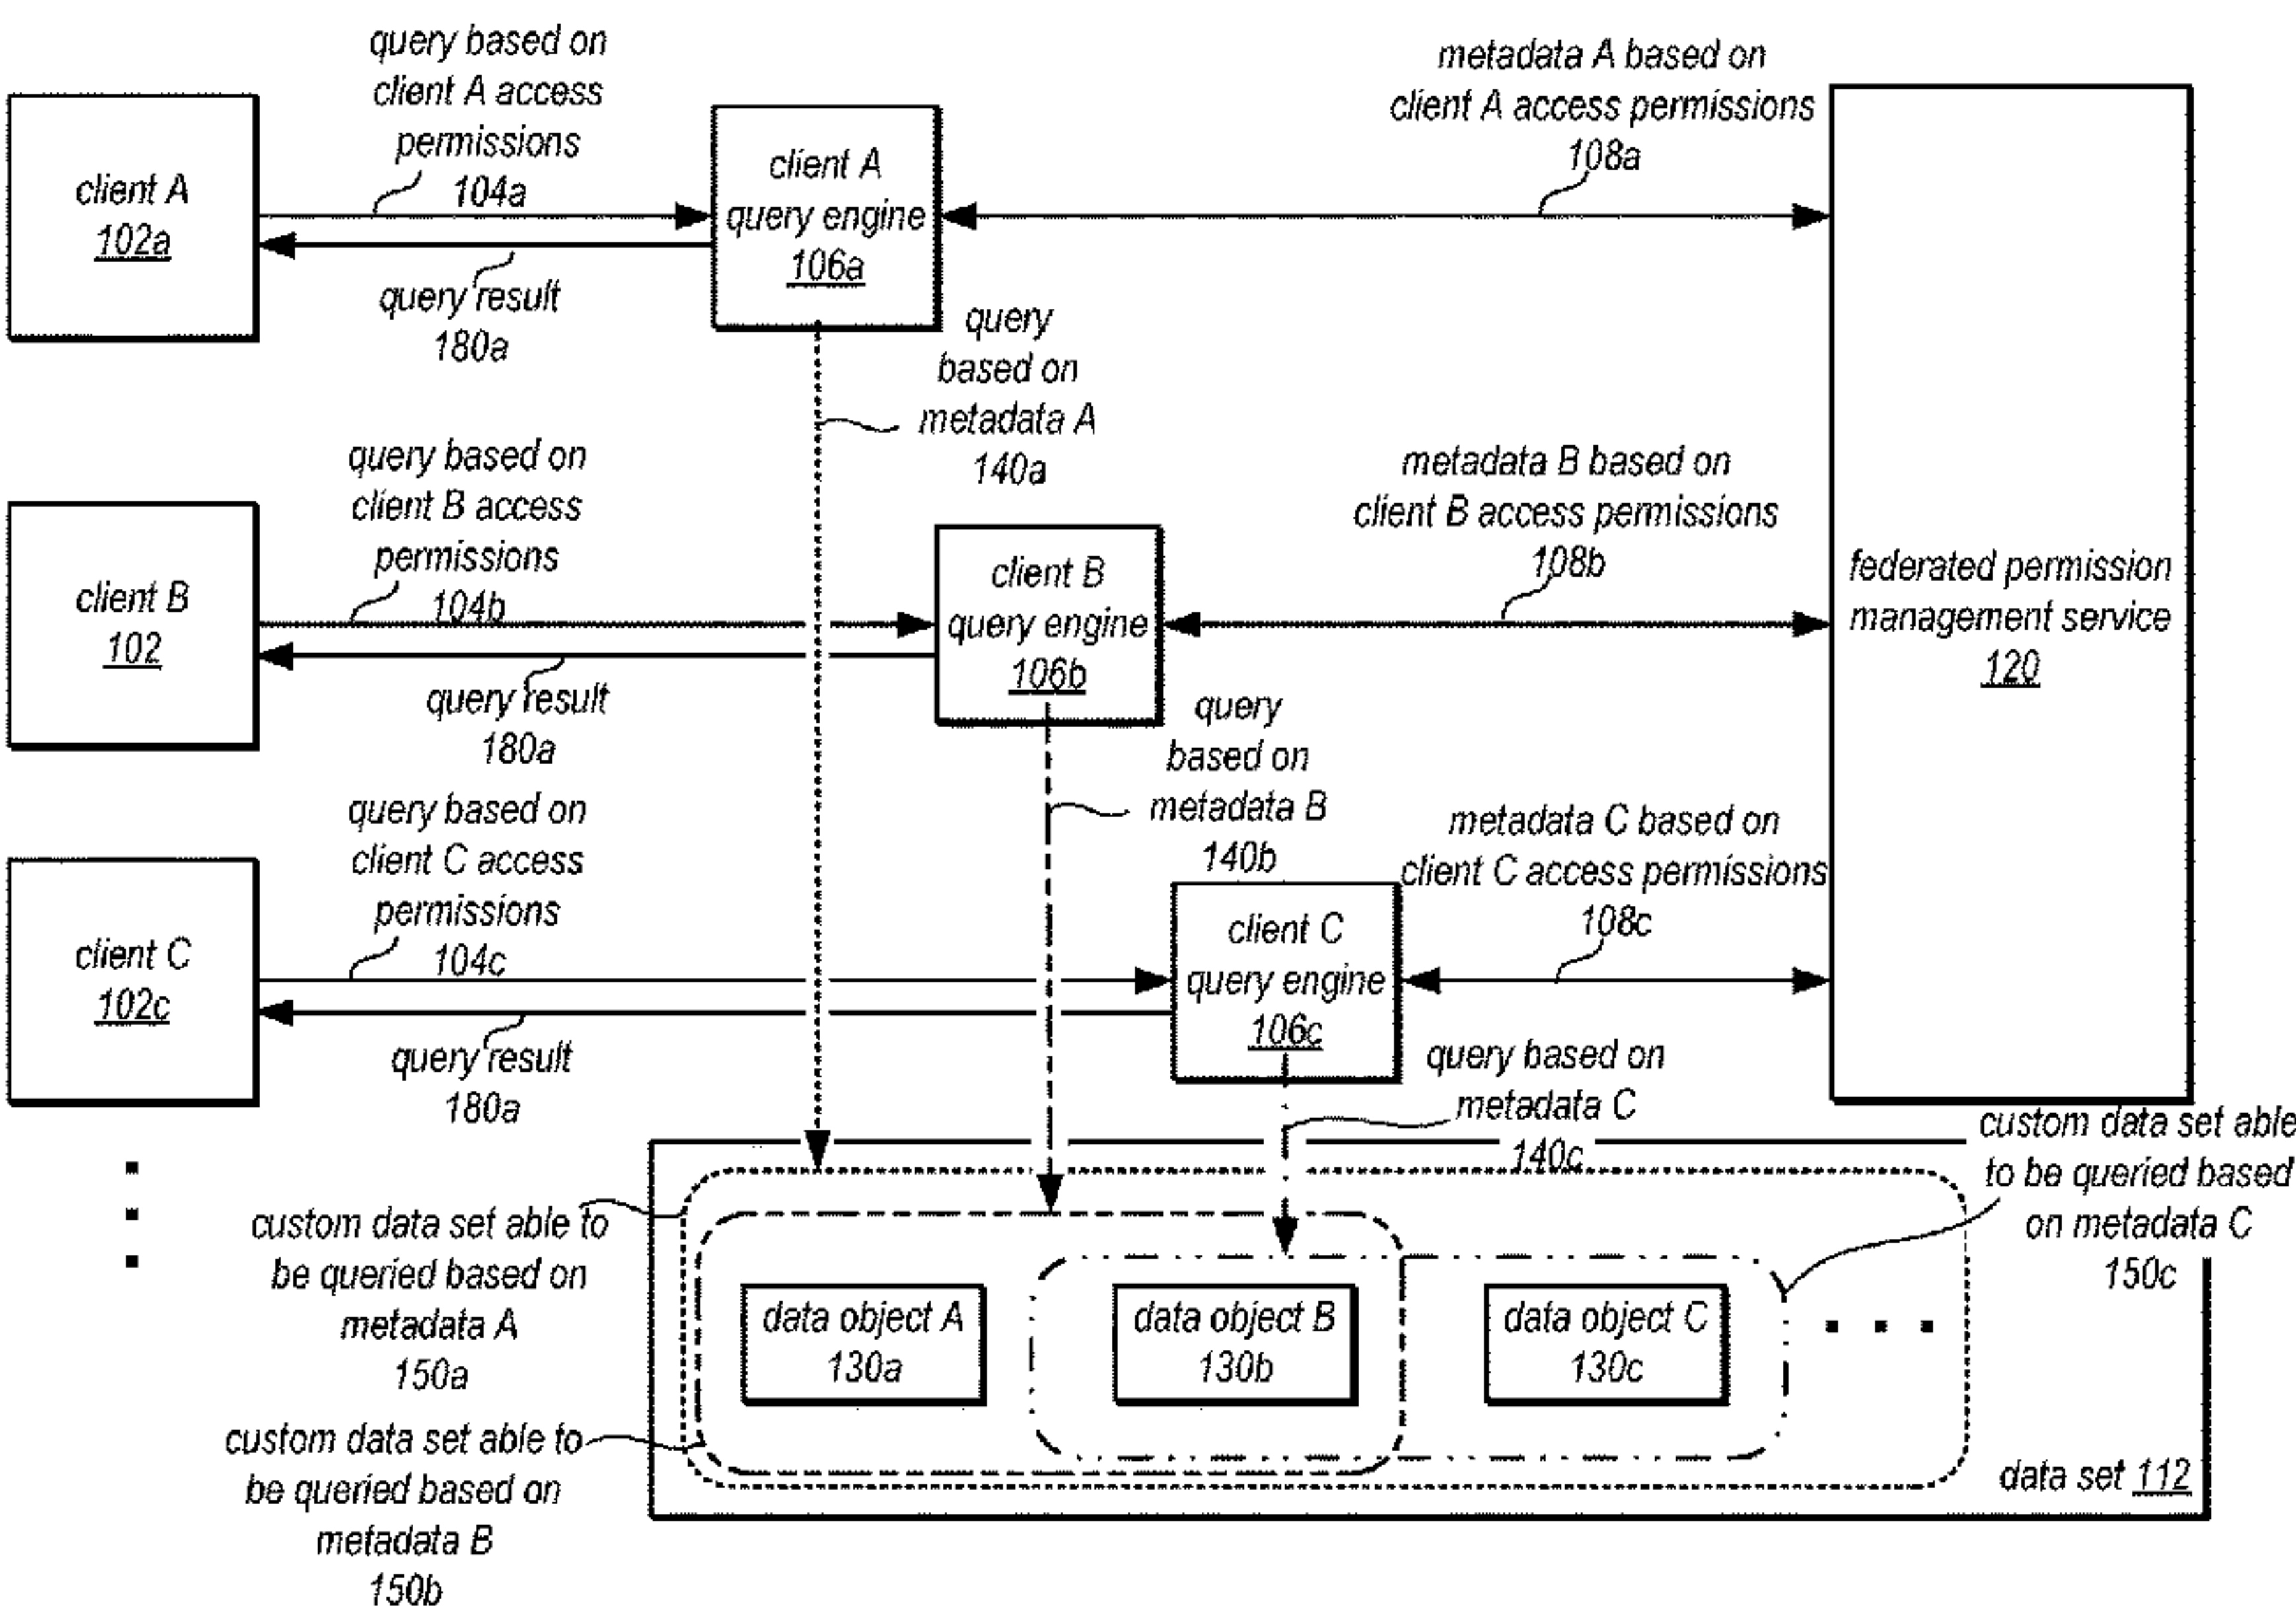 query based on
client A access
permissions
104a
metadata A based on
client A access permissions
108a
client A
102a
client A
query engine
106a
query result
180a
query
based on
metadata A
140a
query based on
client B access
permissions
104b
metadata B based on
client B access permissions
108b
client B
102
client B
query engine
106b
federated permission
management service
120
query result
180a
query
based on
metadata B
140b
query based on
client C access
permissions
104c
metadata C based on
client C access permissions
108c
client C
102c
client C
query engine
106c
query result
180a
query based on
metadata C
140c
custom data set able
to be queried based
on metadata C
150c
custom data set able to
be queried based on
metadata A
150a
data object A
130a
data object B
130b
data object C
130c
custom data set able to
be queried based on
metadata B
150b
data set 112